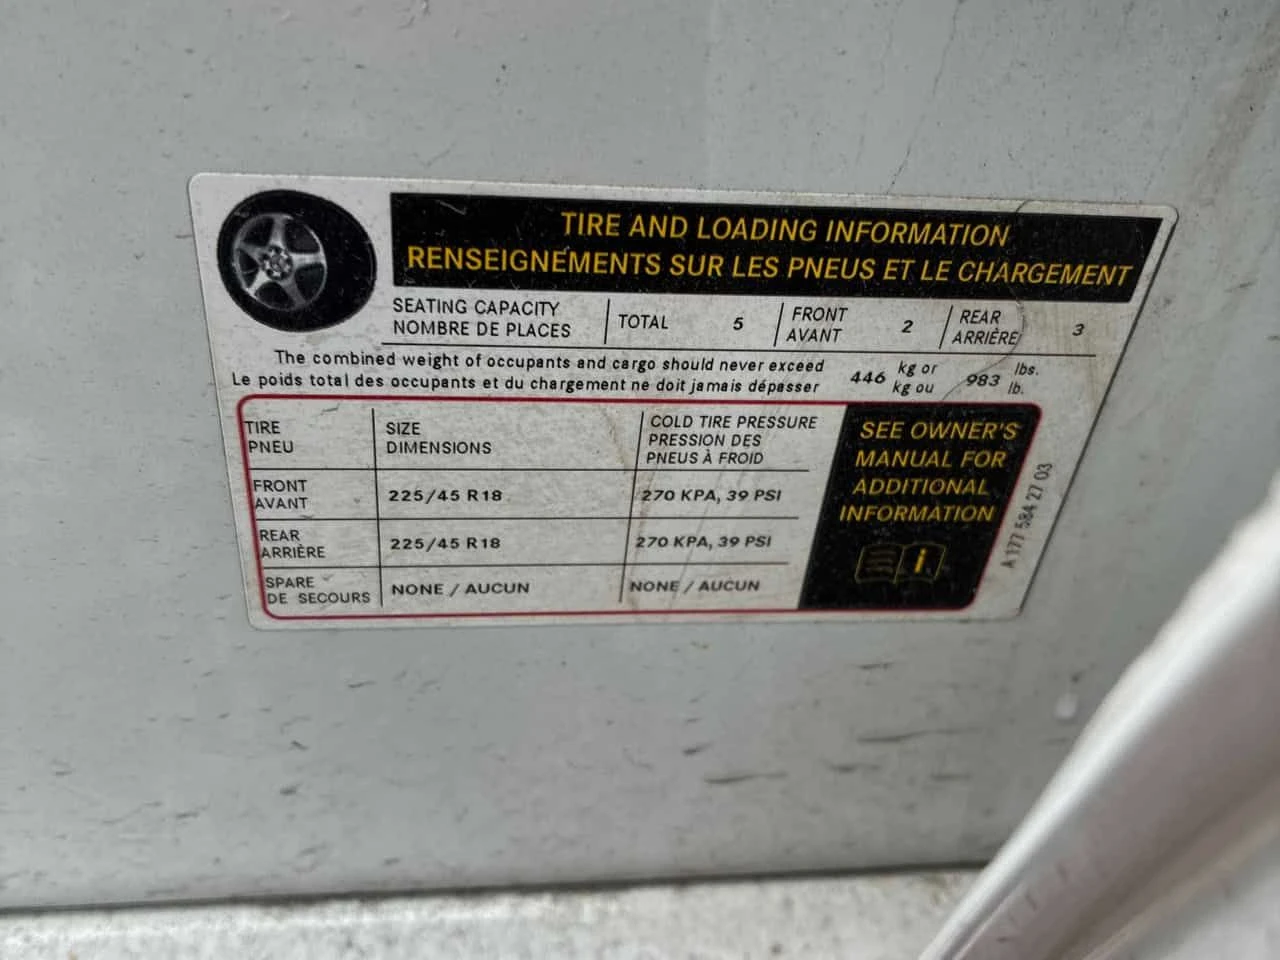 TIRE AND LOADING INFORMATION
RENSEIGNEMENTS SUR LES PNEUS ET LE CHARGEMENT
SEATING CAPACITY
NOMBRE DE PLACES
TOTAL 5
FRONT
AVANT
2
REAR
ARRIÈRE
3
The combined weight of occupants and cargo should never exceed
Le poids total des occupants et du chargement ne doit jamais dépasser
446 kg or
kg ou
983 lbs.
lb.
TIRE
PNEU
SIZE
DIMENSIONS
COLD TIRE PRESSURE
PRESSION DES
PNEUS À FROID
FRONT
AVANT
225/45 R18
270 KPA, 39 PSI
REAR
ARRIÈRE
225/45 R18
270 KPA, 39 PSI
SPARE
DE SECOURS
NONE / AUCUN
NONE / AUCUN
SEE OWNER'S
MANUAL FOR
ADDITIONAL
INFORMATION
i
A 177 584 27 03